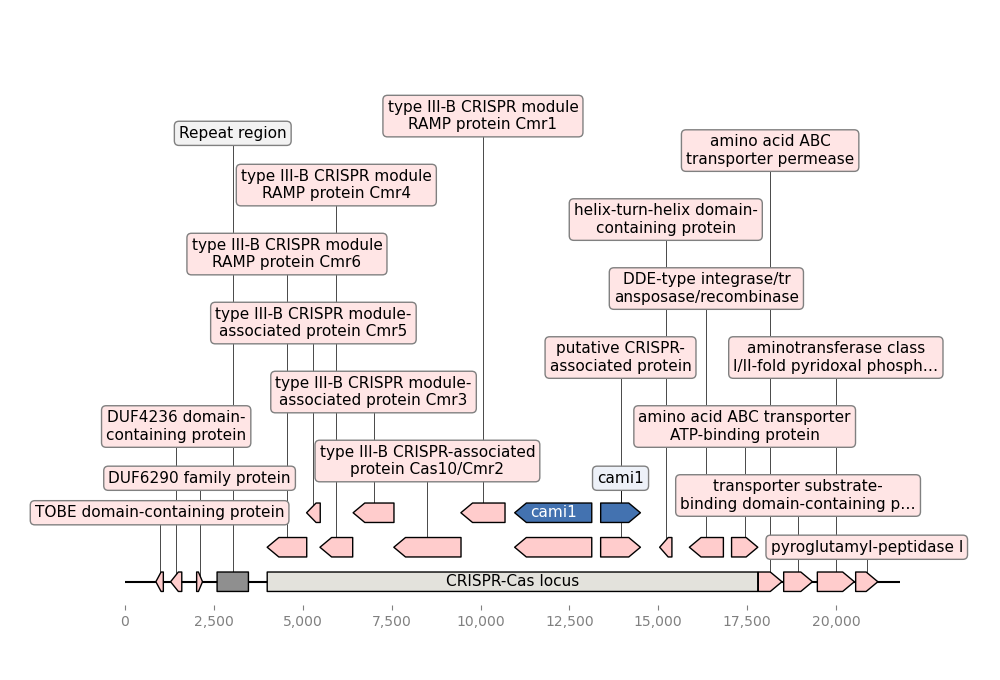 type III-B CRISPR module
RAMP protein Cmr1
Repeat region
amino acid ABC
transporter permease
type III-B CRISPR module
RAMP protein Cmr4
helix-turn-helix domain-
containing protein
type III-B CRISPR module
RAMP protein Cmr6
DDE-type integrase/tr
ansposase/recombinase
type III-B CRISPR module-
associated protein Cmr5
putative CRISPR-
associated protein
aminotransferase class
I/II-fold pyridoxal phosph...
type III-B CRISPR module-
associated protein Cmr3
DUF4236 domain-
containing protein
amino acid ABC transporter
ATP-binding protein
type III-B CRISPR-associated
protein Cas10/Cmr2
DUF6290 family protein
cami1
transporter substrate-
binding domain-containing p...
TOBE domain-containing protein
cami1
pyroglutamyl-peptidase I
CRISPR-Cas locus
0 2,500 5,000 7,500 10,000 12,500 15,000 17,500 20,000